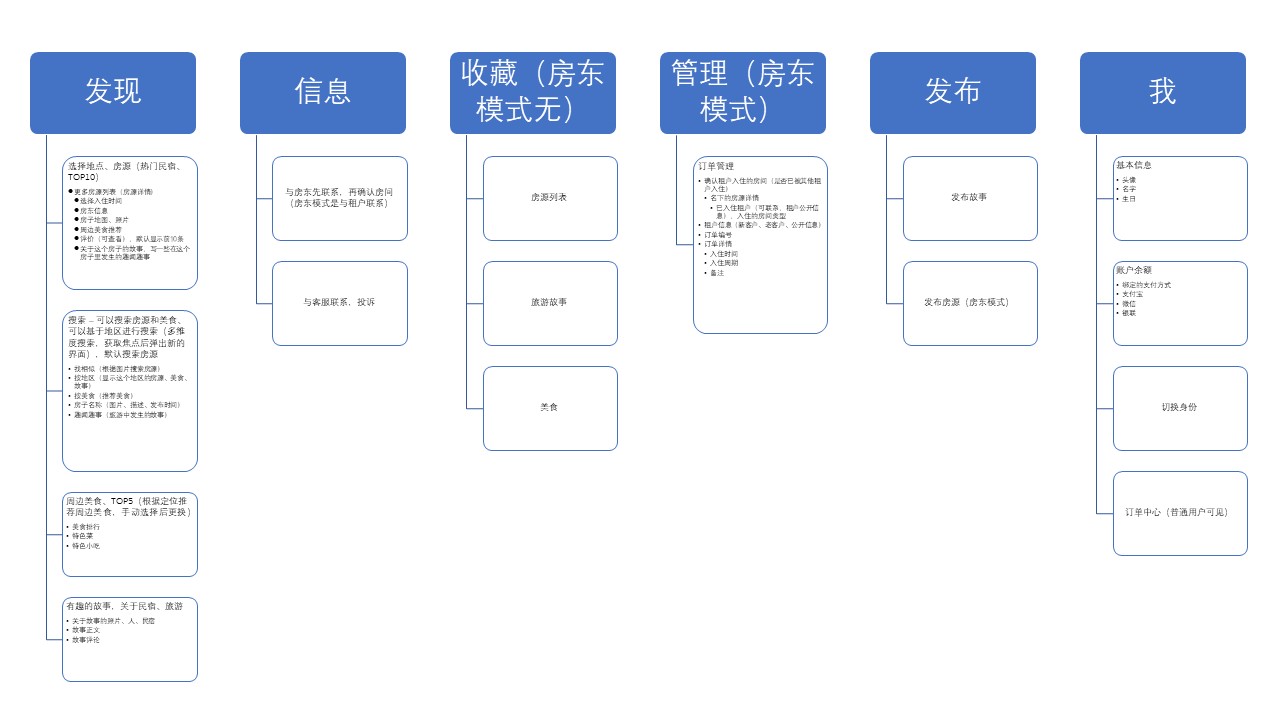 发现
选择地点、房源（热门民宿、
TOP10）
●更多房源列表（房源详情）
●选择入住时间
●房东信息
●房子地图、照片
●周边美食推荐
●评价（可查看），默认显示前10条
●关于这个房子的故事，写一些在这个
房子里发生的趣闻趣事
搜索 – 可以搜索房源和美食、
可以基于地区进行搜索（多维
度搜索，获取焦点后弹出新的
界面），默认搜索房源
• 找相似（根据图片搜索房源）
• 按地区（显示这个地区的房源、美食、
故事）
• 按美食（推荐美食）
• 房子名称（图片、描述、发布时间）
• 趣闻趣事（旅游中发生的故事）
周边美食、TOP5（根据定位推
荐周边美食，手动选择后更换）
• 美食排行
• 特色菜
• 特色小吃
有趣的故事，关于民宿、旅游
• 关于故事的照片、人、民宿
• 故事正文
• 故事评论
信息
与房东先联系，再确认房间
（房东模式是与租户联系）
与客服联系，投诉
收藏（房东
模式无）
房源列表
旅游故事
美食
管理（房东
模式）
订单管理
• 确认租户入住的房间（是否已被其他租
户入住）
• 名下的房源详情
• 已入住租户（可联系，租户公开信
息），入住的房间类型
• 租户信息（新客户、老客户、公开信息）
• 订单编号
• 订单详情
• 入住时间
• 入住周期
• 备注
发布
发布故事
发布房源（房东模式）
我
基本信息
• 头像
• 名字
• 生日
账户余额
• 绑定的支付方式
• 支付宝
• 微信
• 银联
切换身份
订单中心（普通用户可见）